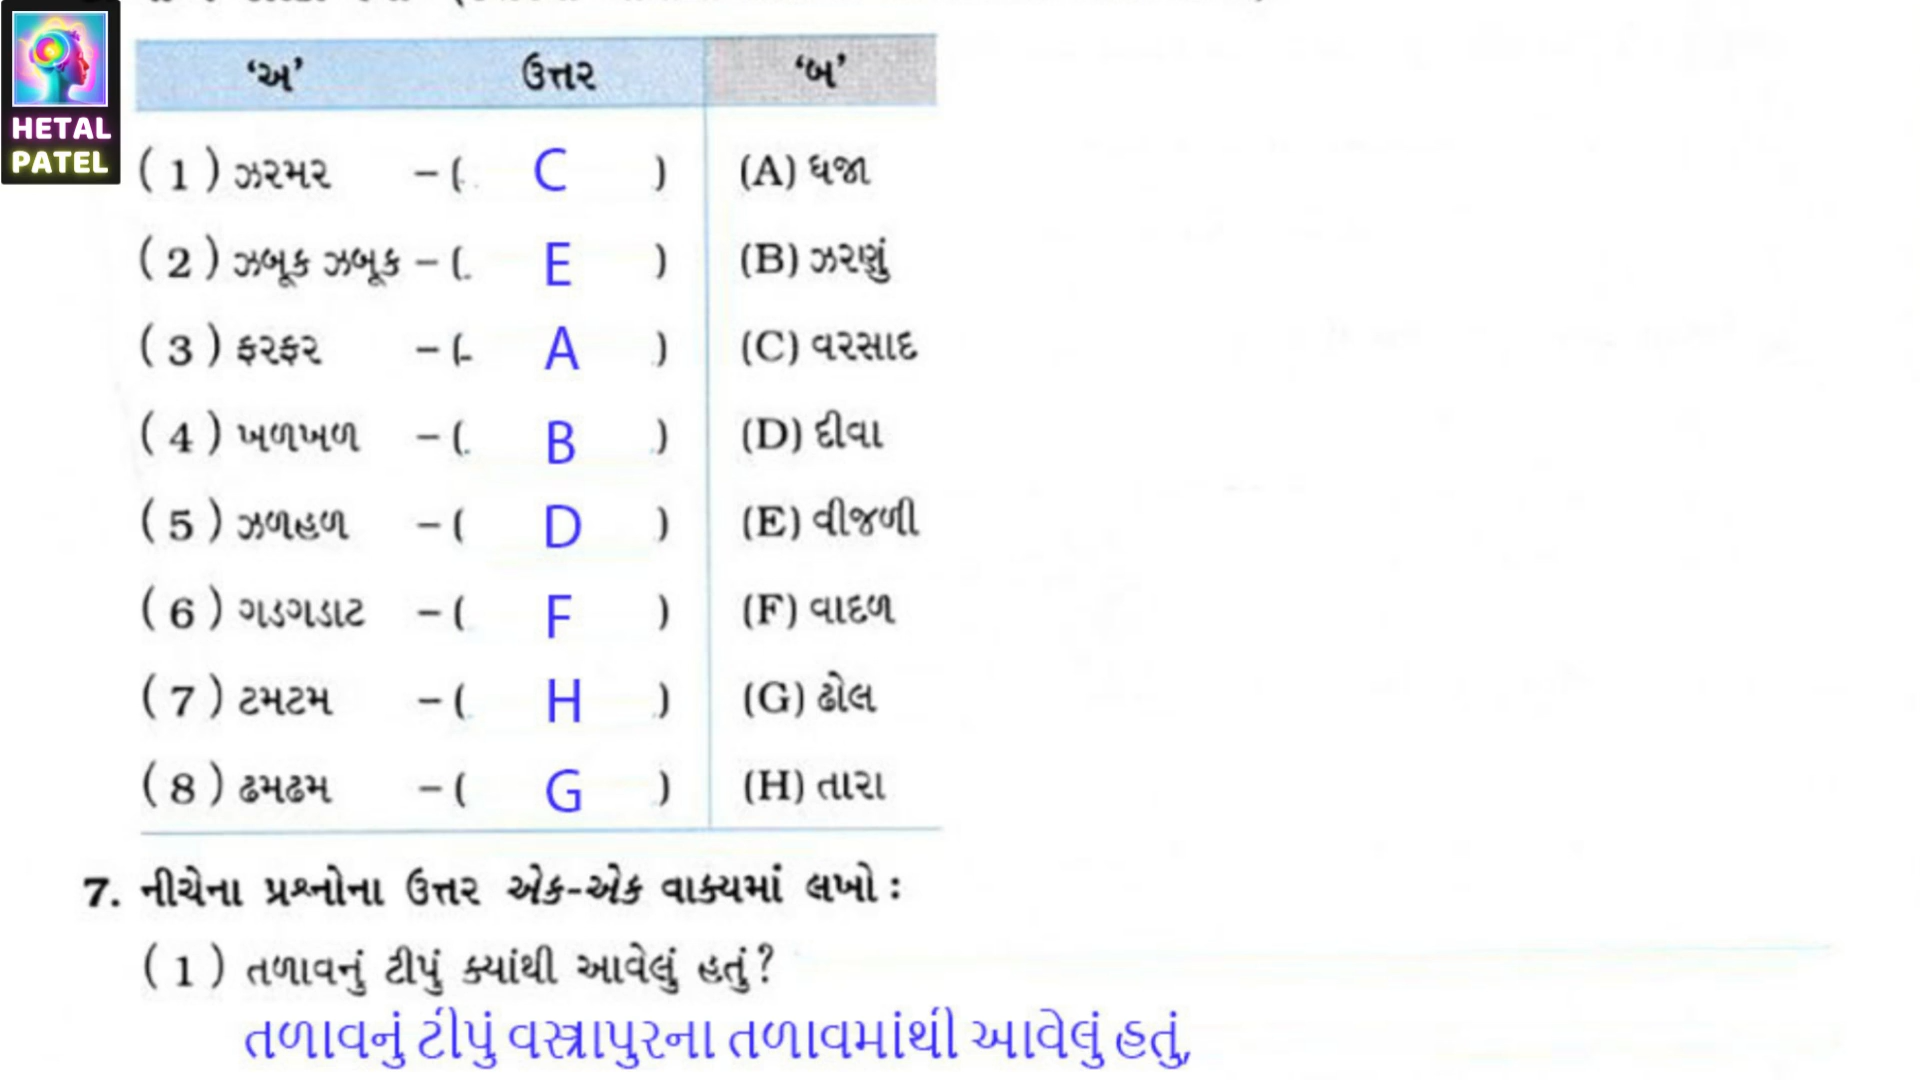 HETAL
PATEL
‘અ’ ઉત્તર ‘બ’
( 1 ) ઝરમર – ( C ) (A) ધજા
( 2 ) ઝબૂક ઝબૂક – ( E ) (B) ઝરણું
( 3 ) ફરફર – ( A ) (C) વરસાદ
( 4 ) ખળખળ – ( B ) (D) દીવા
( 5 ) ઝળહળ – ( D ) (E) વીજળી
( 6 ) ગડગડાટ – ( F ) (F) વાદળ
( 7 ) ટમટમ – ( H ) (G) ઢોલ
( 8 ) ઢમઢમ – ( G ) (H) તારા
7. નીચેના પ્રશ્નોના ઉત્તર એક-એક વાક્યમાં લખો :
( 1 ) તળાવનું ટીપું ક્યાંથી આવેલું હતું ?
તળાવનું ટીપું વસ્ત્રાપુરના તળાવમાંથી આવેલું હતું,